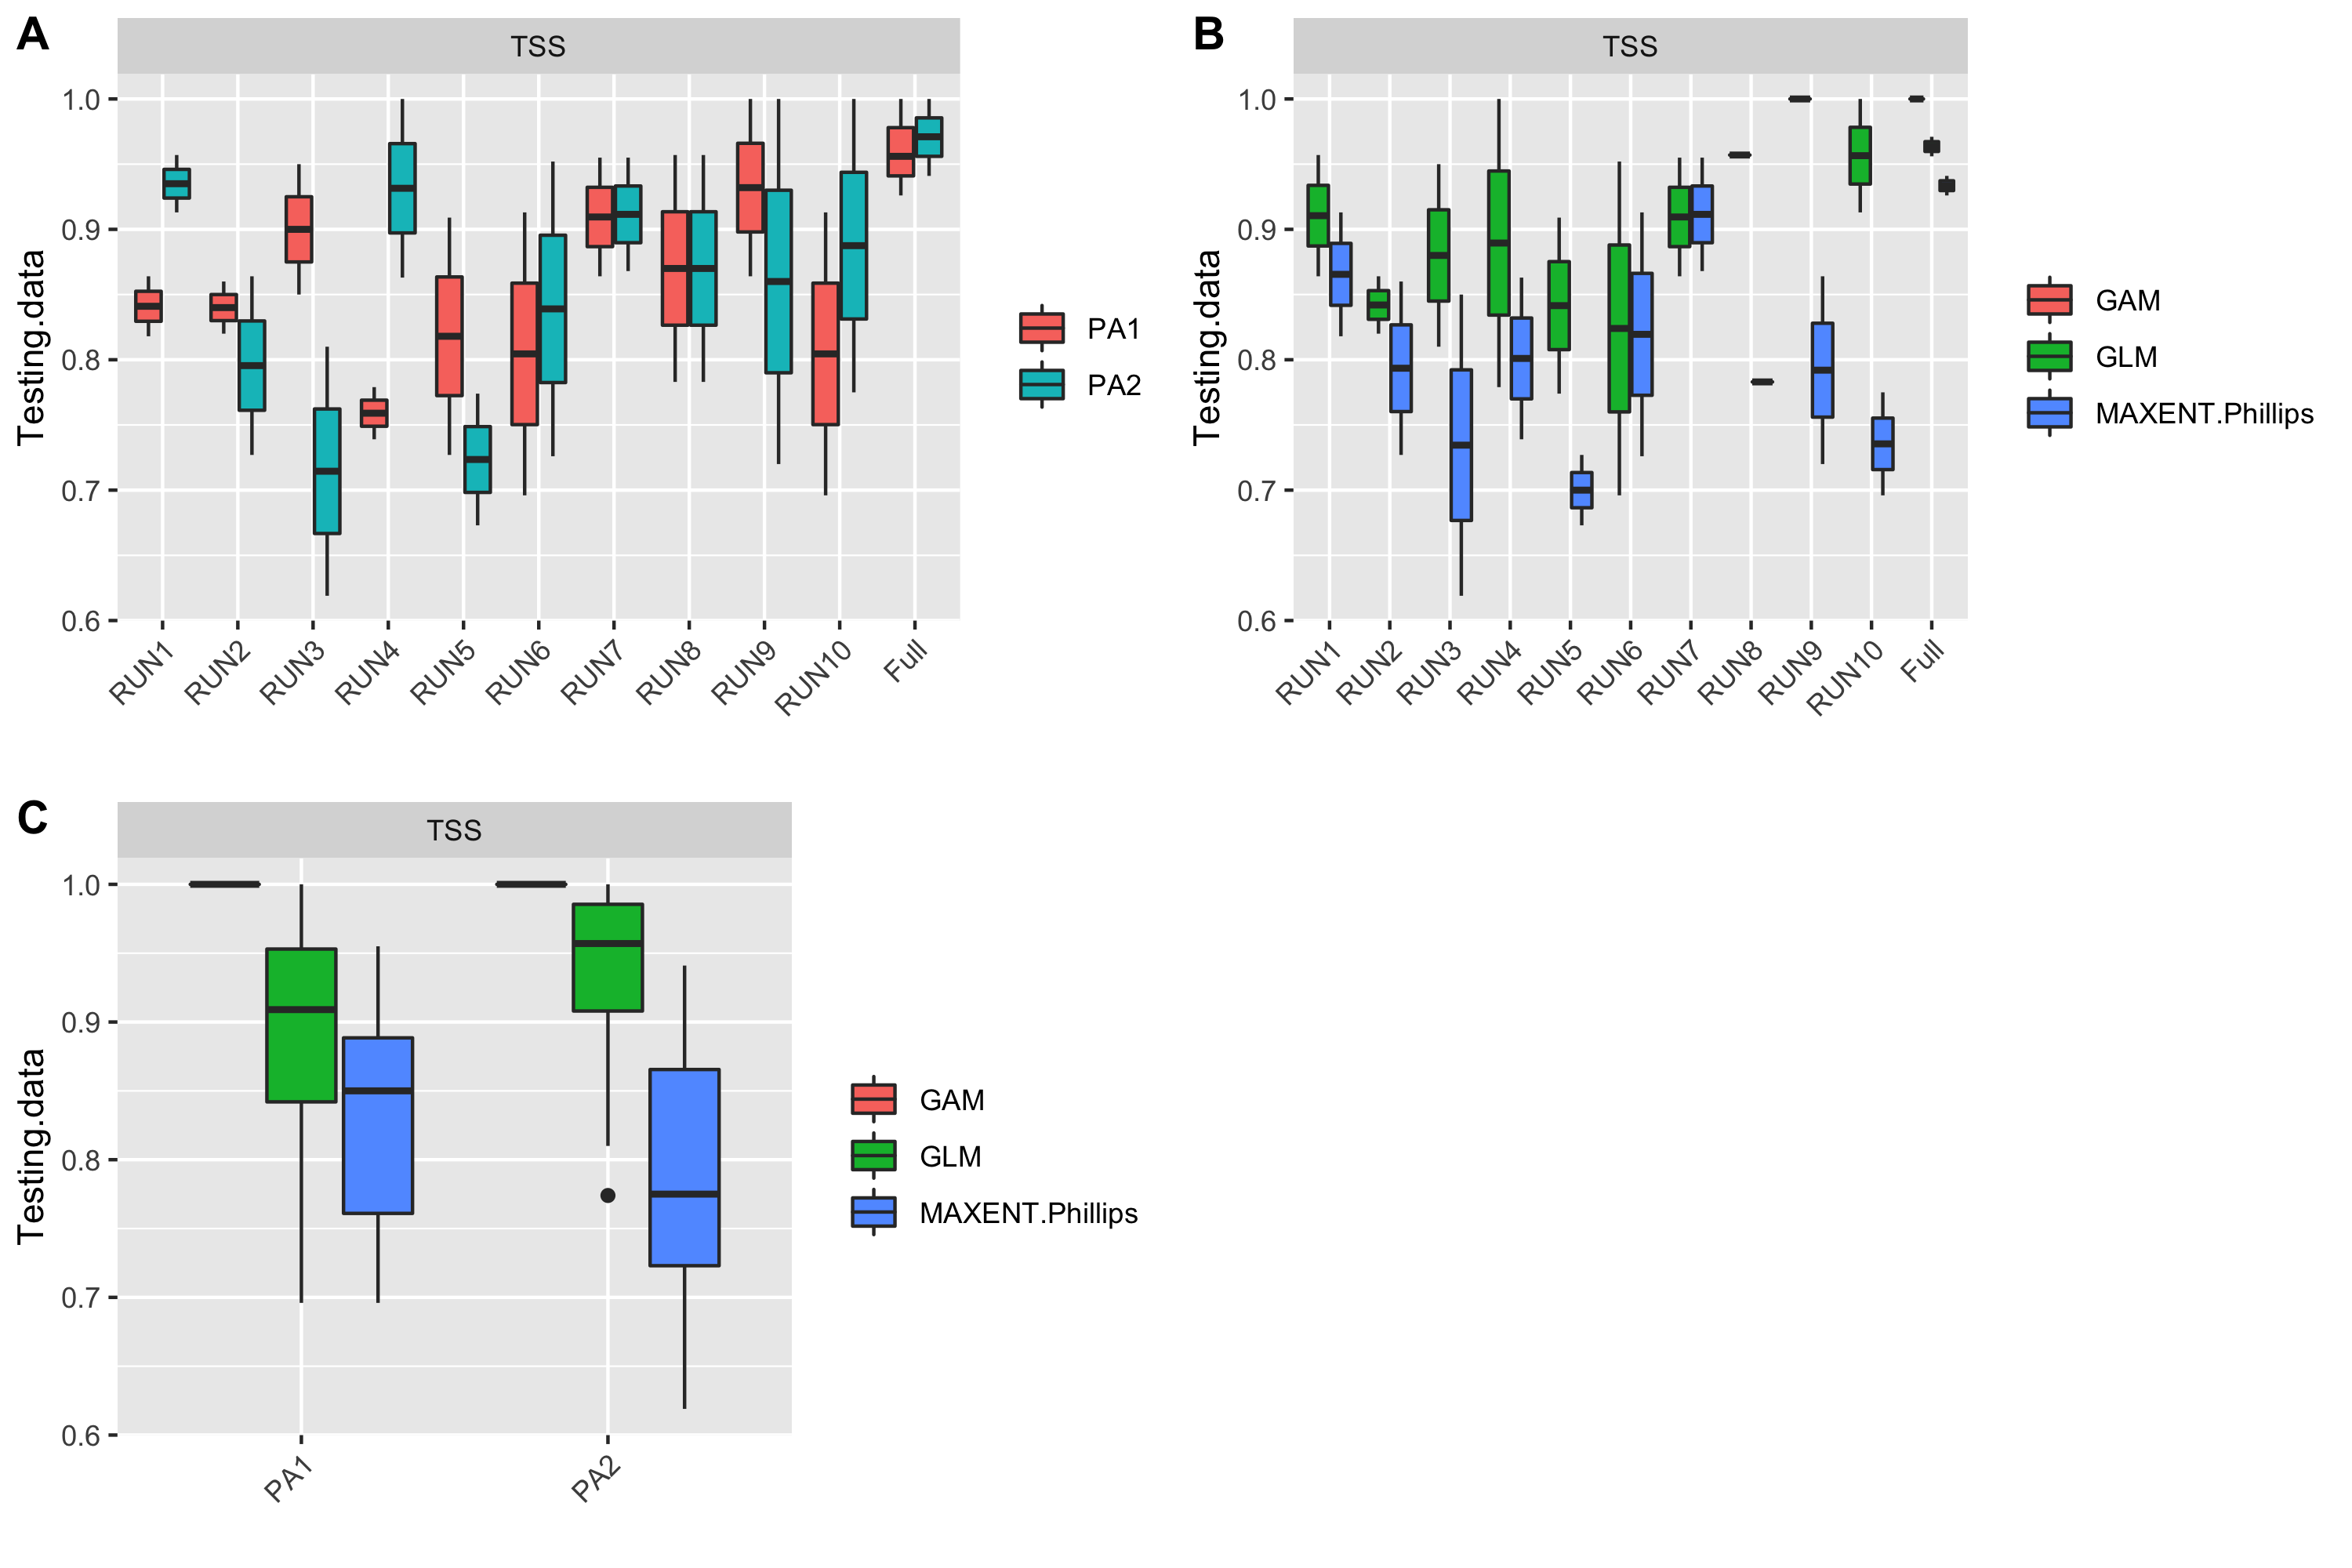 A
TSS
Testing.data
1.0
0.9
0.8
0.7
0.6
RUN1
RUN2
RUN3
RUN4
RUN5
RUN6
RUN7
RUN8
RUN9
RUN10
Full
PA1
PA2
B
TSS
Testing.data
1.0
0.9
0.8
0.7
0.6
RUN1
RUN2
RUN3
RUN4
RUN5
RUN6
RUN7
RUN8
RUN9
RUN10
Full
GAM
GLM
MAXENT.Phillips
C
TSS
Testing.data
1.0
0.9
0.8
0.7
0.6
PA1
PA2
GAM
GLM
MAXENT.Phillips